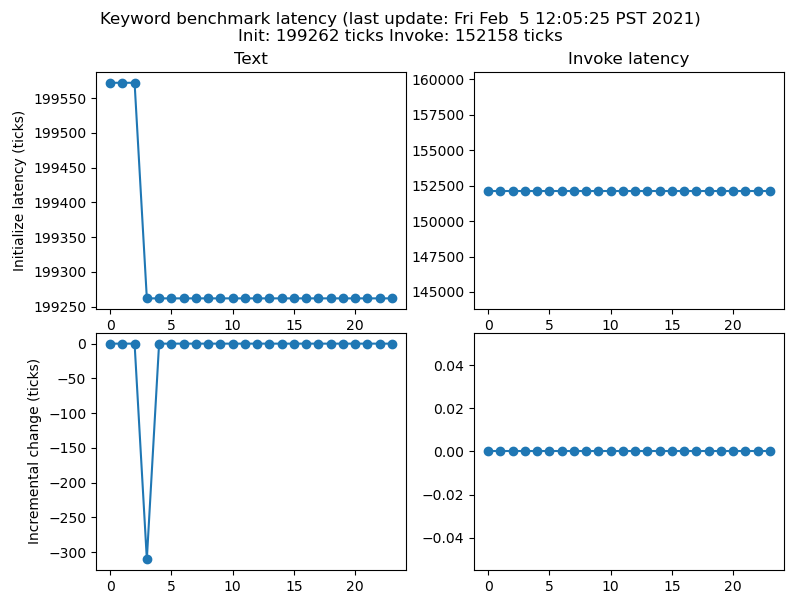 Keyword benchmark latency (last update: Fri Feb  5 12:05:25 PST 2021)
Init: 199262 ticks Invoke: 152158 ticks
Text
Invoke latency
Initialize latency (ticks)
199550
199500
199450
199400
199350
199300
199250
0 5 10 15 20
160000
157500
155000
152500
150000
147500
145000
0 5 10 15 20
Incremental change (ticks)
0
−50
−100
−150
−200
−250
−300
0 5 10 15 20
0.04
0.02
0.00
−0.02
−0.04
0 5 10 15 20